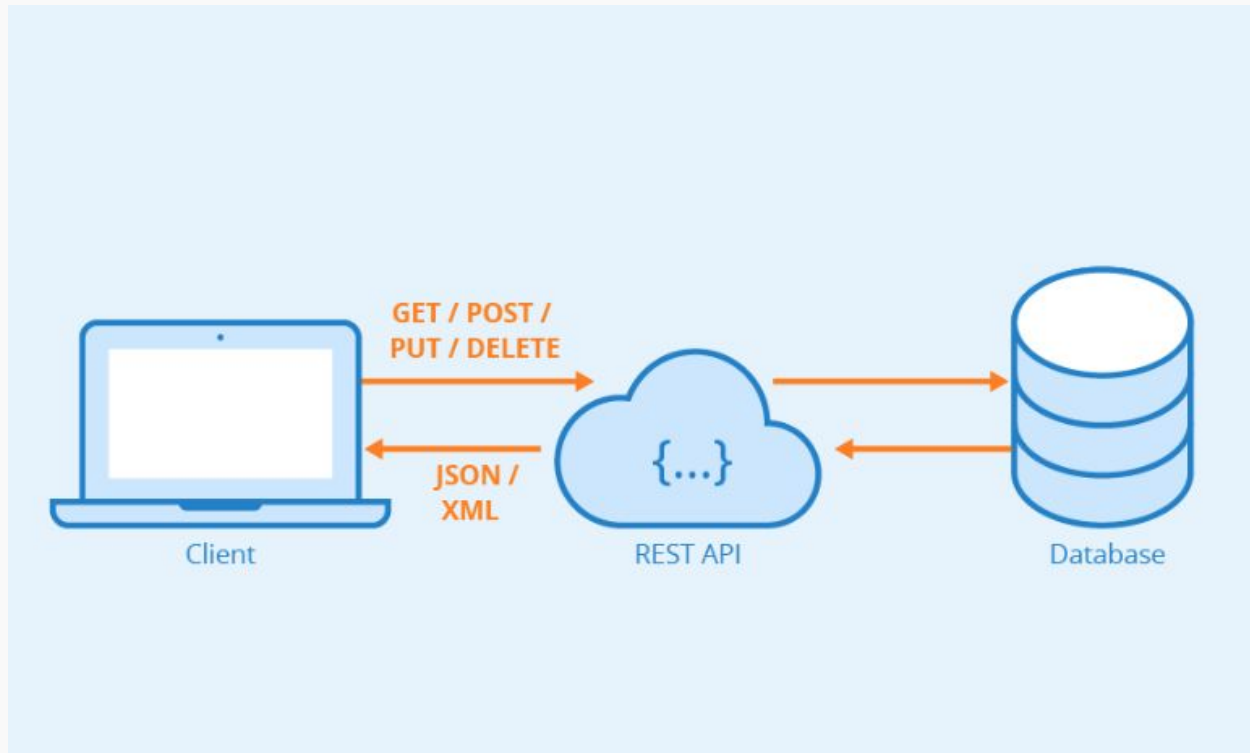 GET / POST /
PUT / DELETE
JSON /
XML
{...}
Client
REST API
Database